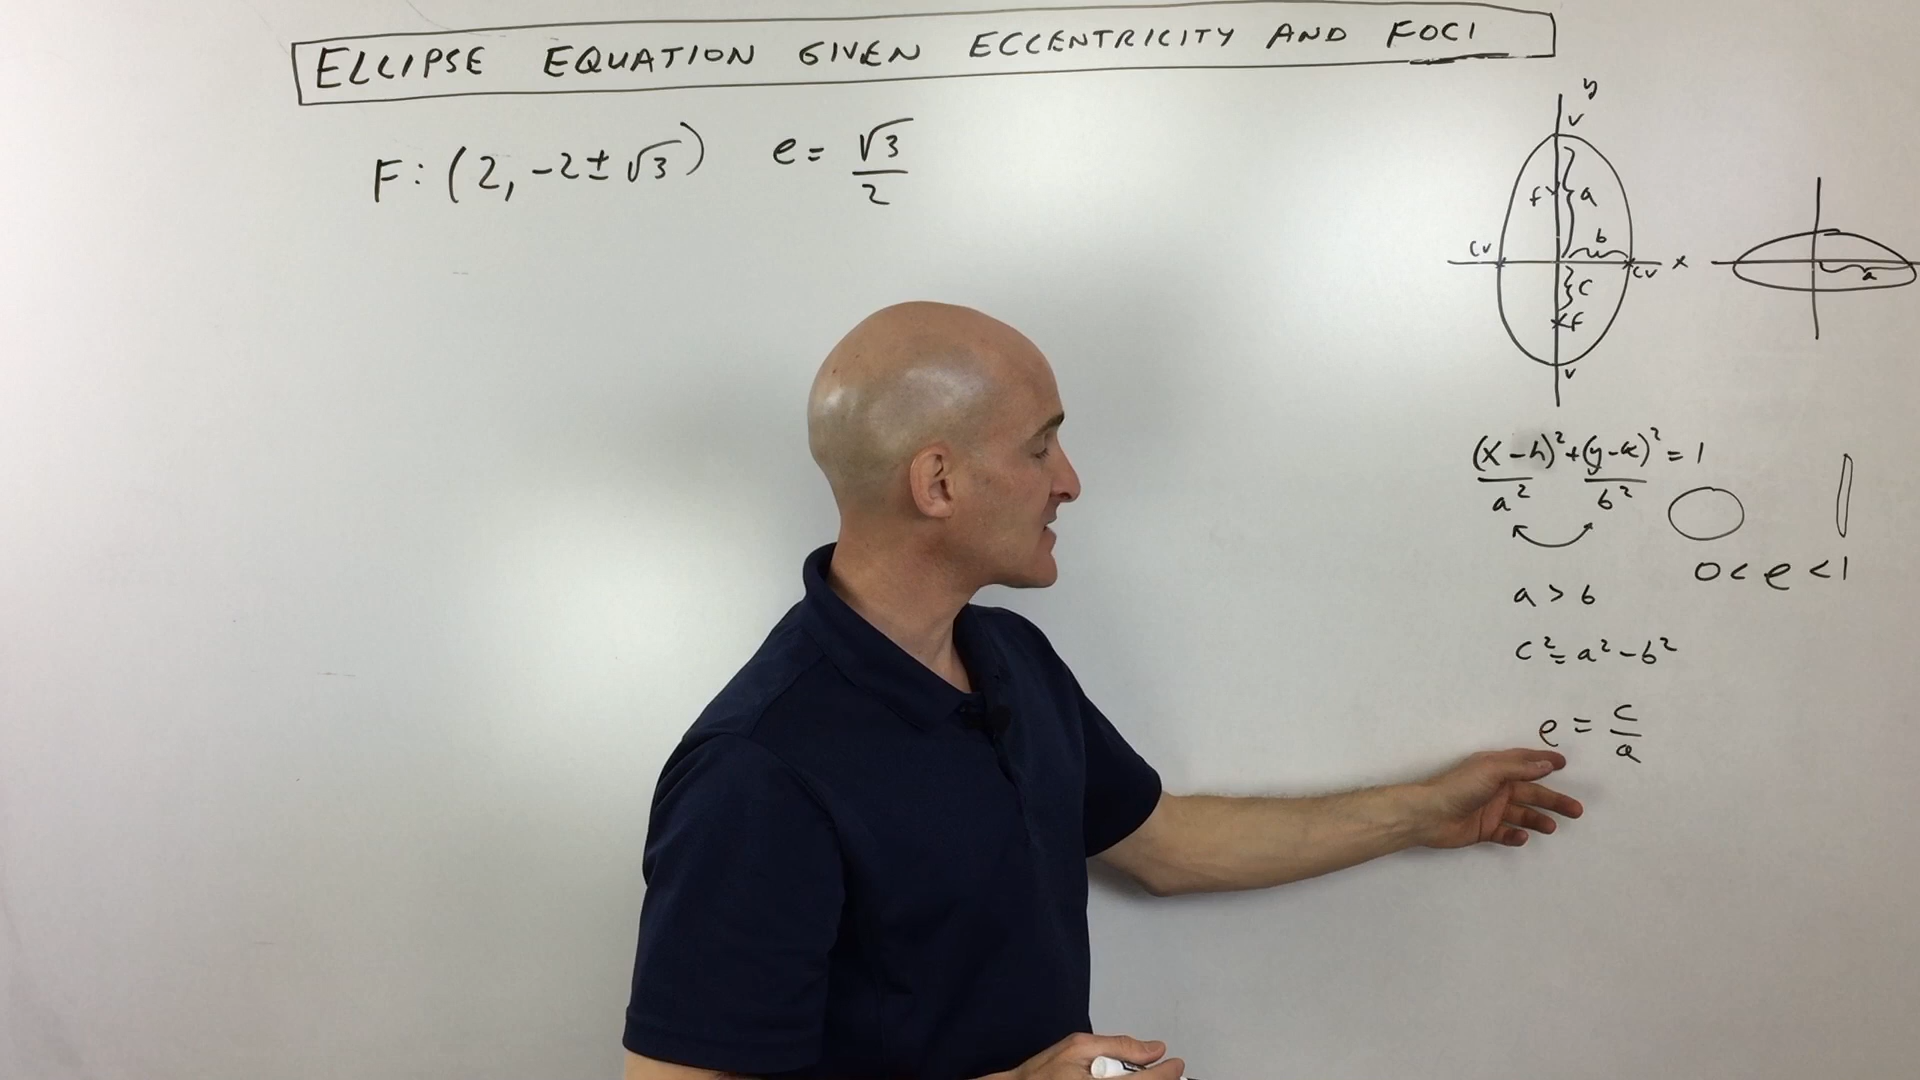 ELLIPSE EQUATION GIVEN ECCENTRICITY AND FOCI
F: (2, -2 ± √3) e = √3/2
y
v
f a
b
cv cv x
c
f
v
a
(x-h)²/a² + (y-k)²/b² = 1
0 < e < 1
a > b
c² = a² - b²
e = c/a